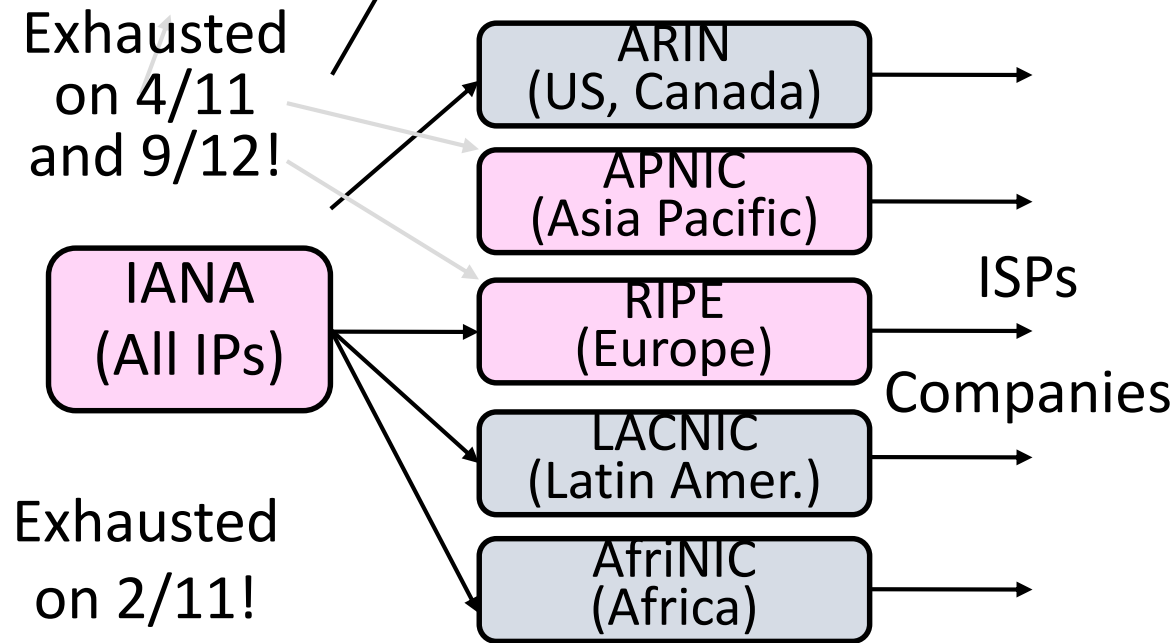 Exhausted
on 4/11
and 9/12!
IANA
(All IPs)
Exhausted
on 2/11!
ARIN
(US, Canada)
APNIC
(Asia Pacific)
RIPE
(Europe)
LACNIC
(Latin Amer.)
AfriNIC
(Africa)
ISPs
Companies